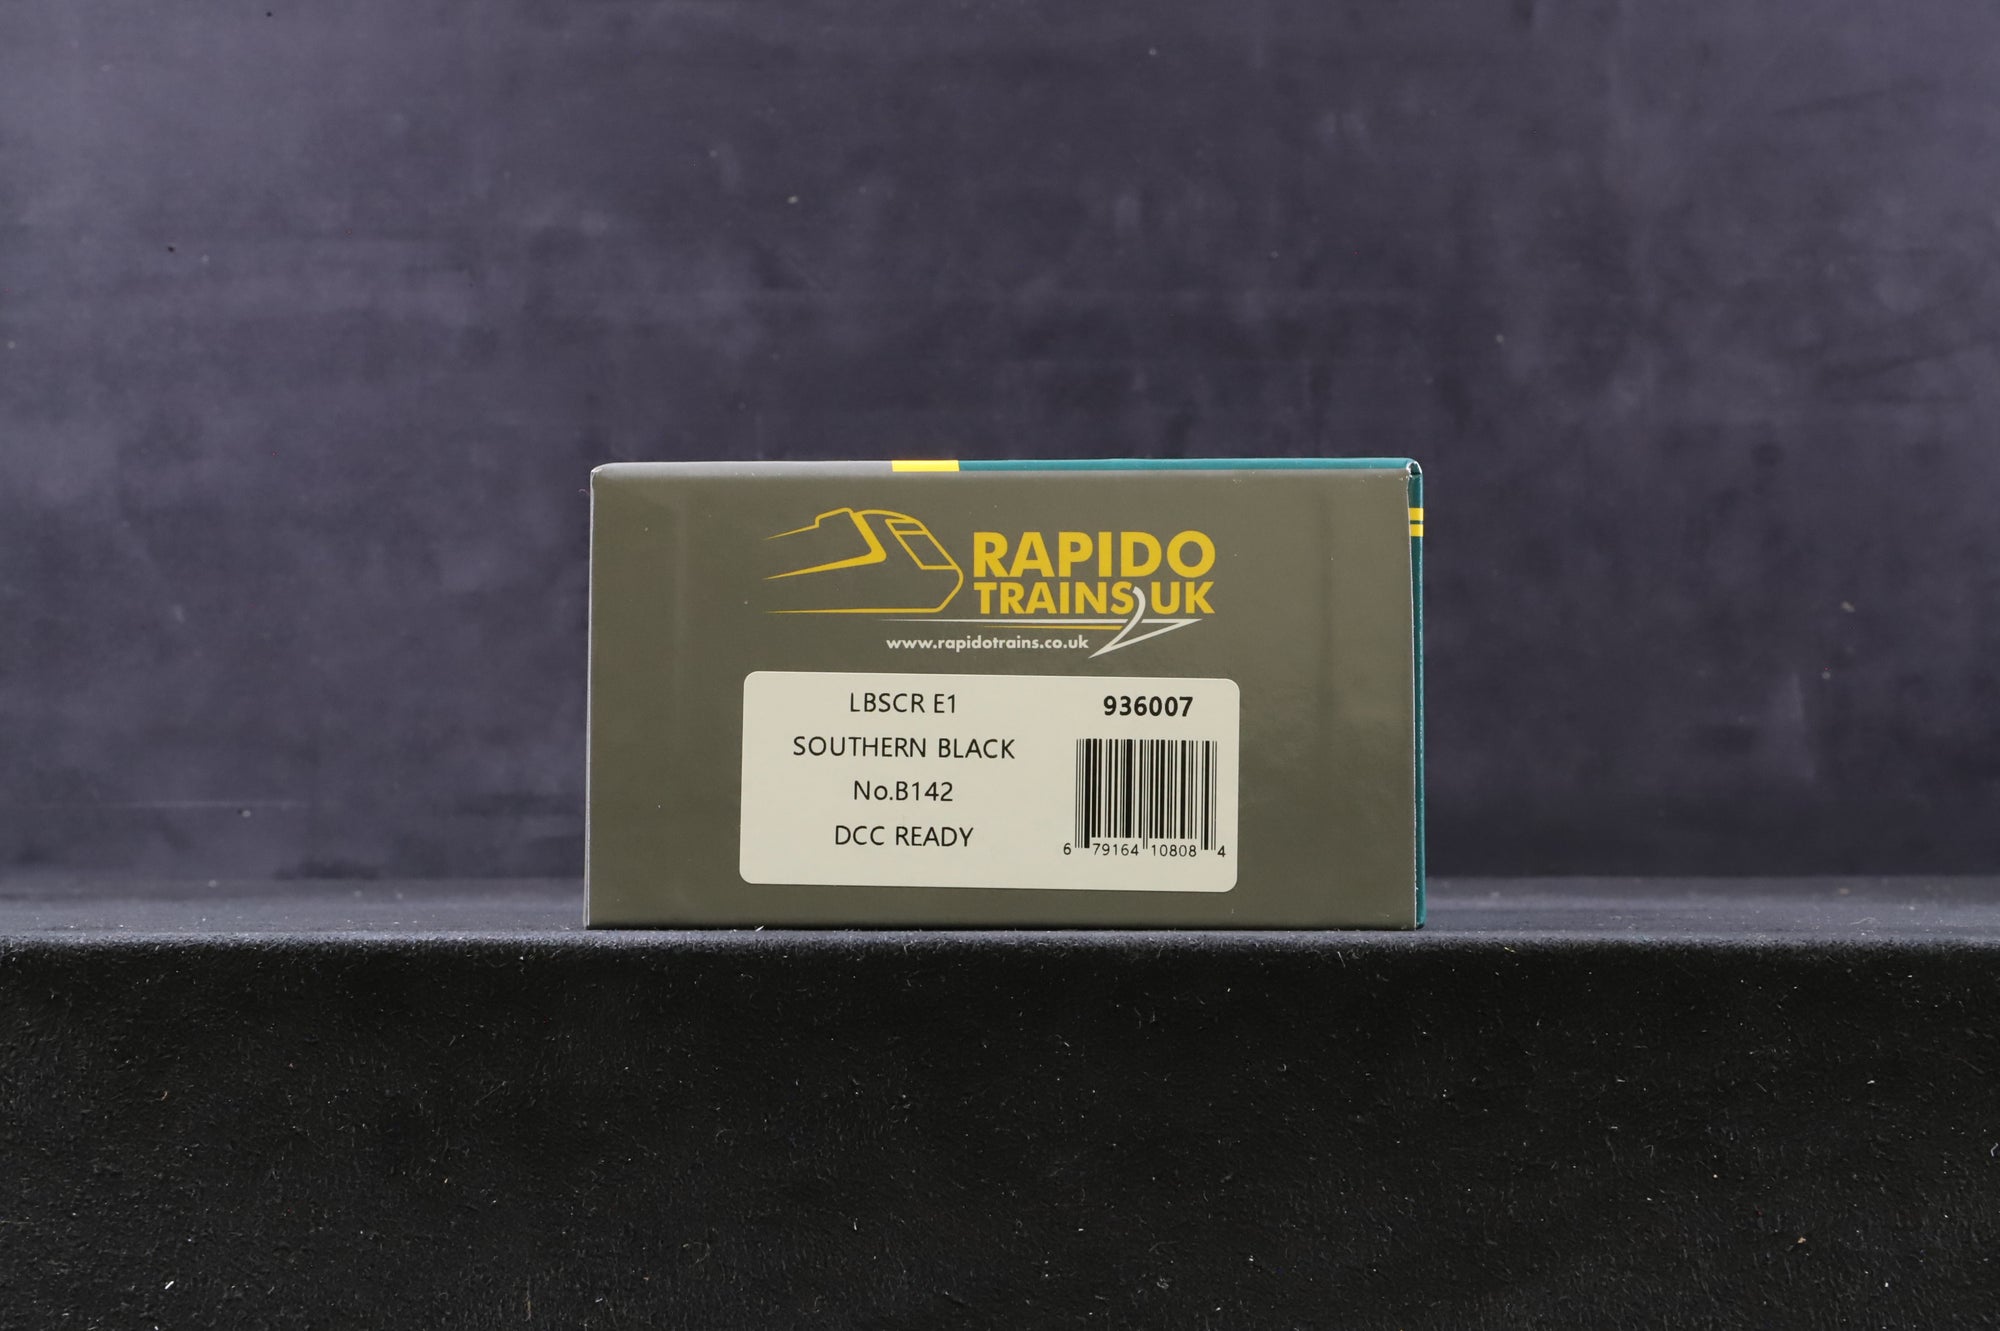 RAPIDO
TRAINS UK
www.rapidotrains.co.uk
LBSCR E1
936007
SOUTHERN BLACK
No.B142
DCC READY
6 79164 10808 4